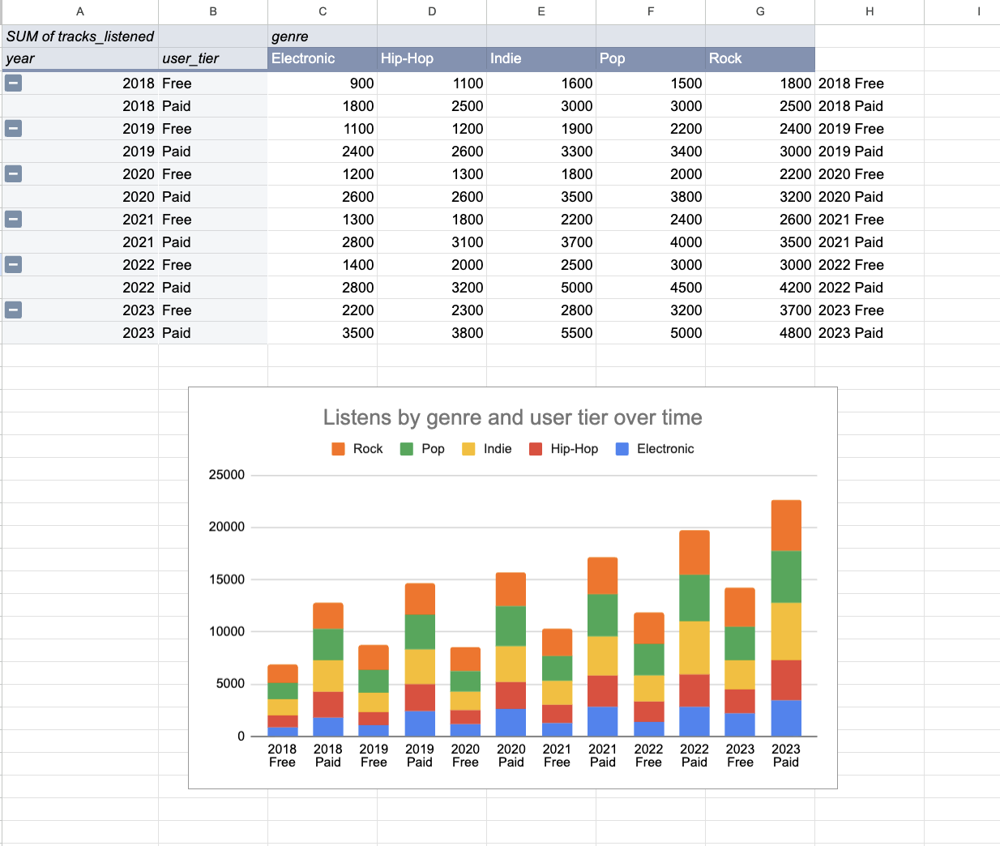 A B C D E F G H I
SUM of tracks_listened genre
year user_tier Electronic Hip-Hop Indie Pop Rock
2018 Free 900 1100 1600 1500 1800 2018 Free
2018 Paid 1800 2500 3000 3000 2500 2018 Paid
2019 Free 1100 1200 1900 2200 2400 2019 Free
2019 Paid 2400 2600 3300 3400 3000 2019 Paid
2020 Free 1200 1300 1800 2000 2200 2020 Free
2020 Paid 2600 2600 3500 3800 3200 2020 Paid
2021 Free 1300 1800 2200 2400 2600 2021 Free
2021 Paid 2800 3100 3700 4000 3500 2021 Paid
2022 Free 1400 2000 2500 3000 3000 2022 Free
2022 Paid 2800 3200 5000 4500 4200 2022 Paid
2023 Free 2200 2300 2800 3200 3700 2023 Free
2023 Paid 3500 3800 5500 5000 4800 2023 Paid
Listens by genre and user tier over time
Rock Pop Indie Hip-Hop Electronic
25000
20000
15000
10000
5000
0
2018 2018 2019 2019 2020 2020 2021 2021 2022 2022 2023 2023
Free Paid Free Paid Free Paid Free Paid Free Paid Free Paid